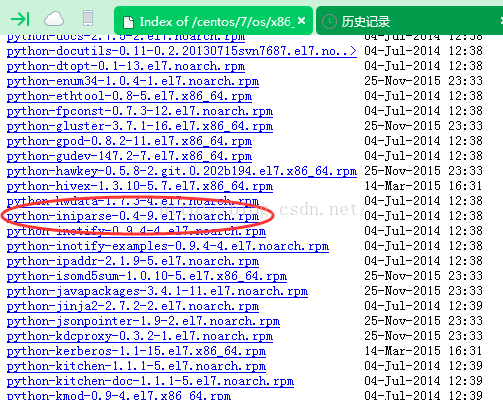 Index of /centos/7/os/x86_
历史记录
python-docs-2.7.5-2.el7.noarch.rpm 04-Jul-2014 12:38
python-docutils-0.11-0.2.20130715svn7687.el7.no..> 04-Jul-2014 12:38
python-dtopt-0.1-13.el7.noarch.rpm 04-Jul-2014 12:38
python-enum34-1.0.4-1.el7.noarch.rpm 25-Nov-2015 23:33
python-ethtool-0.8-5.el7.x86_64.rpm 04-Jul-2014 12:38
python-fpconst-0.7.3-12.el7.noarch.rpm 04-Jul-2014 12:38
python-gluster-3.7.1-16.el7.x86_64.rpm 25-Nov-2015 23:33
python-gpod-0.8.2-11.el7.x86_64.rpm 04-Jul-2014 12:38
python-gudev-147.2-7.el7.x86_64.rpm 04-Jul-2014 12:38
python-hawkey-0.5.8-2.git.0.202b194.el7.x86_64.rpm 25-Nov-2015 23:33
python-hivex-1.3.10-5.7.el7.x86_64.rpm 14-Mar-2015 16:31
python-hwdata-1.7.3-4.el7.noarch.rpm 04-Jul-2014 12:38
python-iniparse-0.4-9.el7.noarch.rpm 04-Jul-2014 12:38
python-inotify-0.9.4-4.el7.noarch.rpm 04-Jul-2014 12:38
python-inotify-examples-0.9.4-4.el7.noarch.rpm 04-Jul-2014 12:38
python-ipaddr-2.1.9-5.el7.noarch.rpm 04-Jul-2014 12:38
python-isomd5sum-1.0.10-5.el7.x86_64.rpm 25-Nov-2015 23:33
python-javapackages-3.4.1-11.el7.noarch.rpm 25-Nov-2015 23:33
python-jinja2-2.7.2-2.el7.noarch.rpm 04-Jul-2014 12:39
python-jsonpointer-1.9-2.el7.noarch.rpm 25-Nov-2015 23:33
python-kdcproxy-0.3.2-1.el7.noarch.rpm 25-Nov-2015 23:33
python-kerberos-1.1-15.el7.x86_64.rpm 14-Mar-2015 16:31
python-kitchen-1.1.1-5.el7.noarch.rpm 04-Jul-2014 12:39
python-kitchen-doc-1.1.1-5.el7.noarch.rpm 04-Jul-2014 12:39
python-kmod-0.9-4.el7.x86_64.rpm 04-Jul-2014 12:39